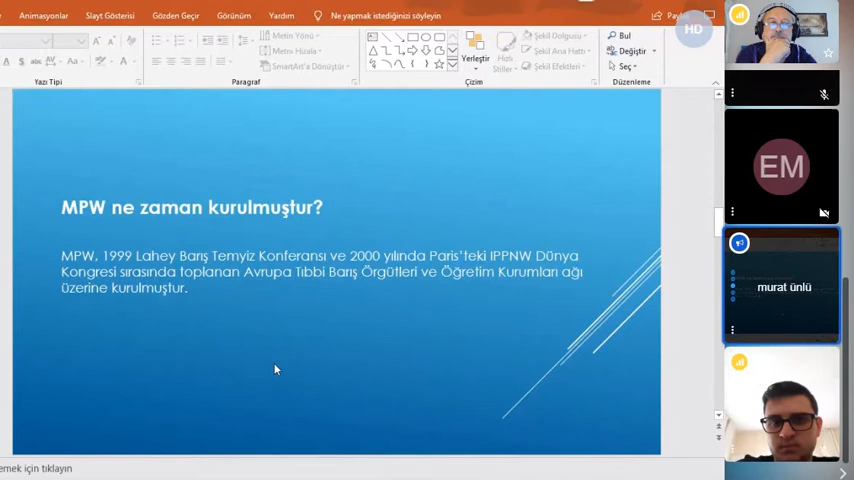 Animasyonlar Slayt Gösterisi Gözden Geçir Görünüm Yardım Ne yapmak istediğinizi söyleyin
HD
Metin Yönü
Metni Hizala
SmartArt'a Dönüştür
Yerleştir
Hızlı
Stiller
Şekil Dolgusu
Şekil Ana Hattı
Şekil Efektleri
Bul
Değiştir
Seç
Yazı Tipi Paragraf Çizim Düzenleme
MPW ne zaman kurulmuştur?
MPW, 1999 Lahey Barış Temyiz Konferansı ve 2000 yılında Paris'teki IPPNW Dünya
Kongresi sırasında toplanan Avrupa Tıbbi Barış Örgütleri ve Öğretim Kurumları ağı
üzerine kurulmuştur.
emek için tıklayın
EM
murat ünlü